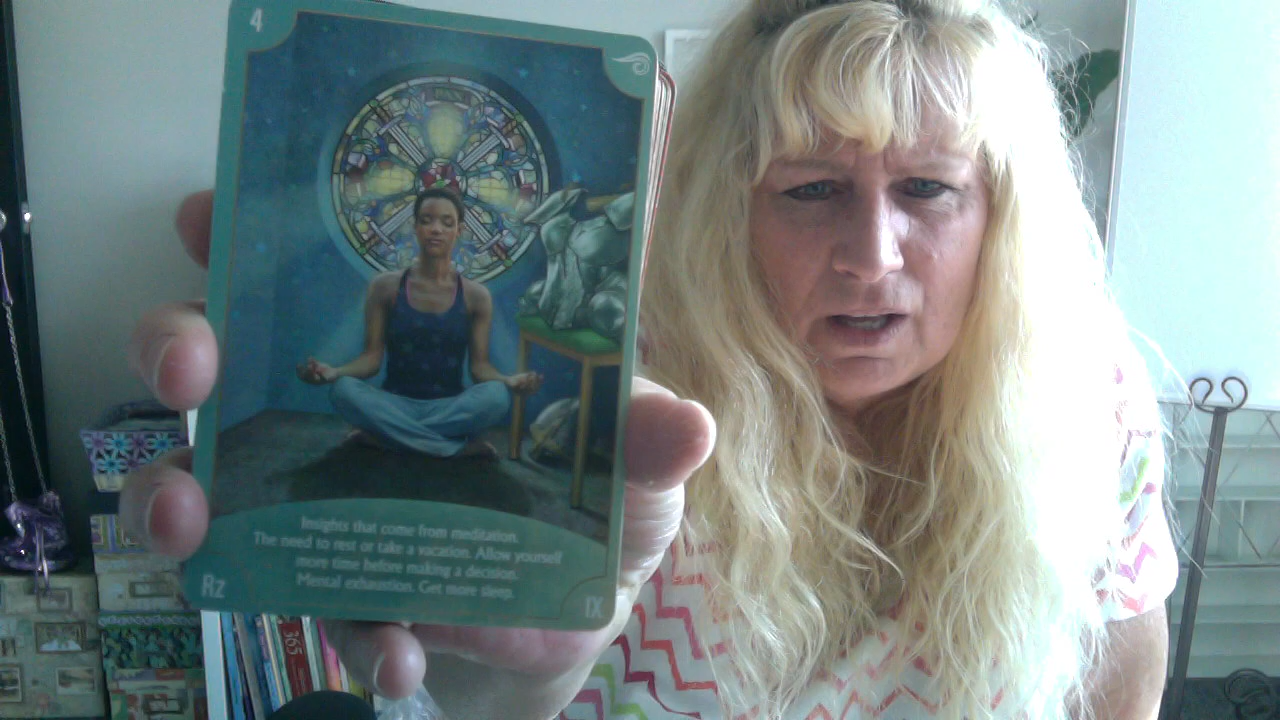 4
Insights that come from meditation.
The need to rest or take a vacation. Allow yourself
more time before making a decision.
Mental exhaustion. Get more sleep.
Rz
IX
365